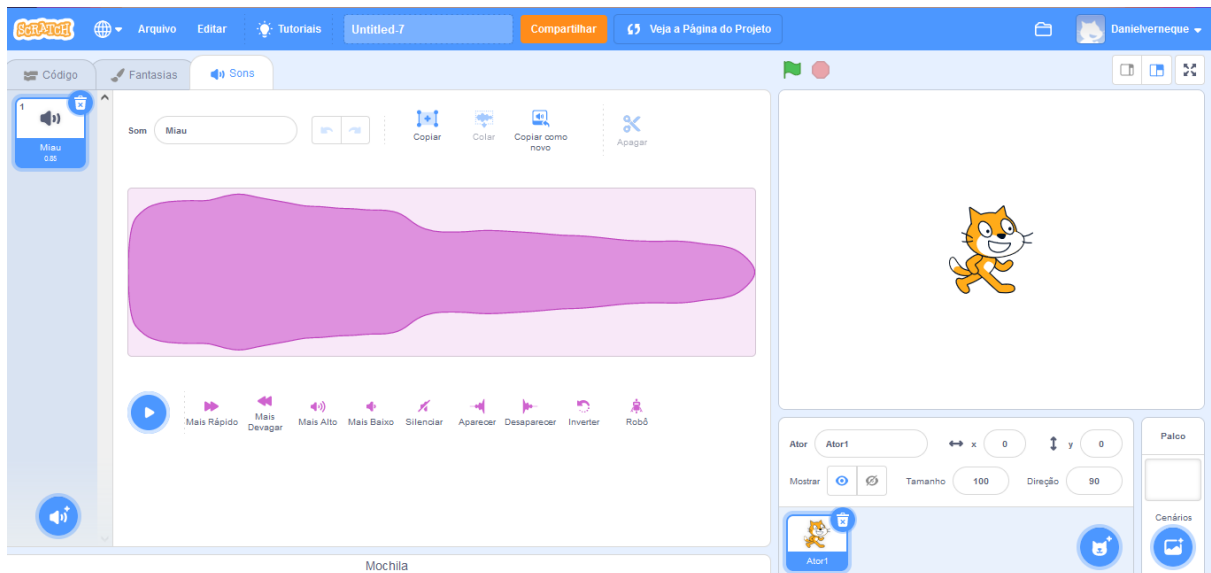 SCRATCH Arquivo Editar Tutoriais Untitled-7 Compartilhar Veja a Página do Projeto Danielverneque
Código Fantasias Sons
1
Miau
0.85
Som Miau
Copiar Colar Copiar como novo Apagar
Mais Rápido Mais Devagar Mais Alto Mais Baixo Silenciar Aparecer Desaparecer Inverter Robô
Mochila
Ator Ator1 x 0 y 0
Mostrar Tamanho 100 Direção 90
Ator1
Palco
Cenários